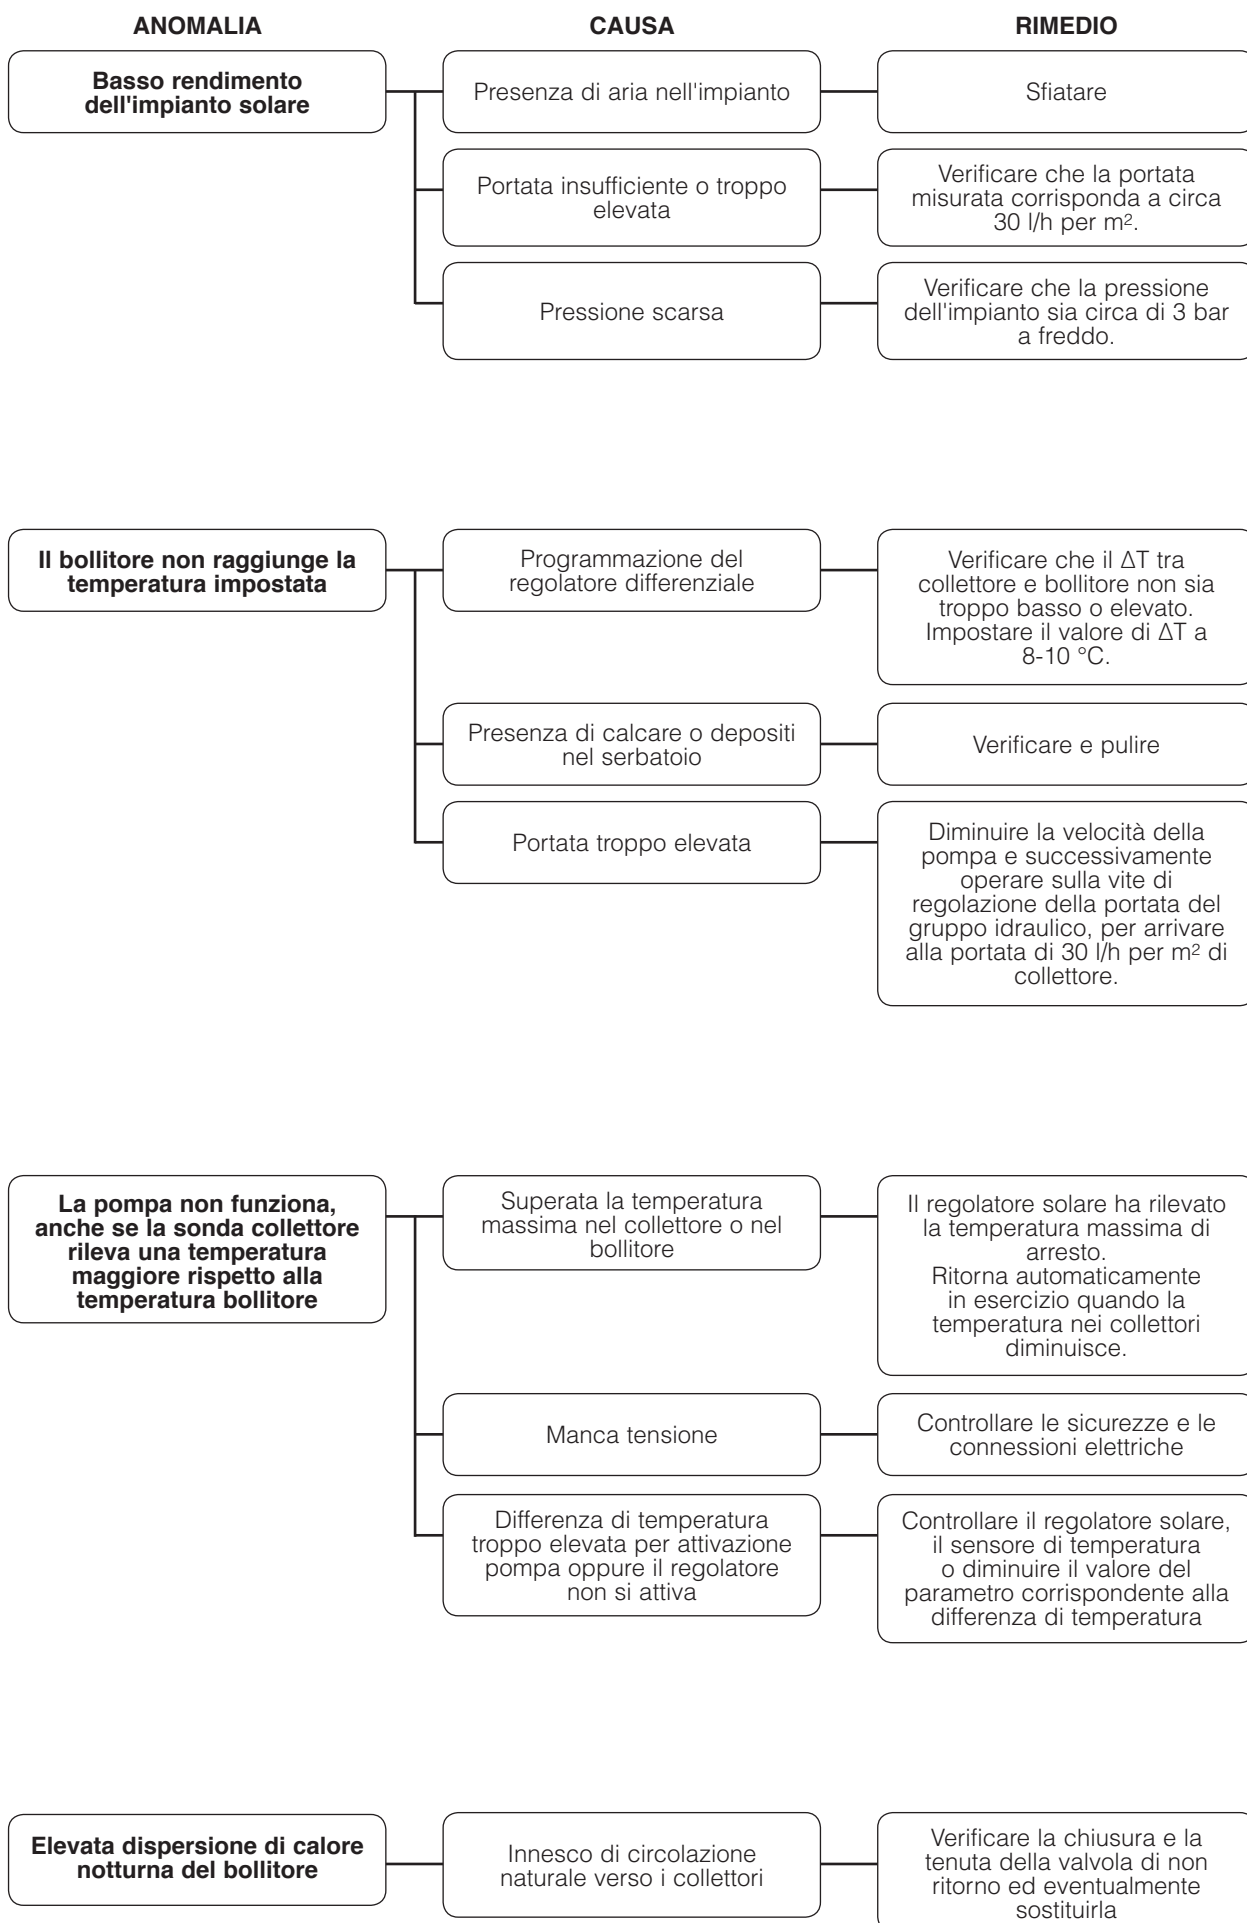 ANOMALIA
CAUSA
RIMEDIO
Basso rendimento
dell'impianto solare
Presenza di aria nell'impianto
Sfiatare
Portata insufficiente o troppo
elevata
Verificare che la portata
misurata corrisponda a circa
30 l/h per m².
Pressione scarsa
Verificare che la pressione
dell'impianto sia circa di 3 bar
a freddo.
Il bollitore non raggiunge la
temperatura impostata
Programmazione del
regolatore differenziale
Verificare che il ΔT tra
collettore e bollitore non sia
troppo basso o elevato.
Impostare il valore di ΔT a
8-10 °C.
Presenza di calcare o depositi
nel serbatoio
Verificare e pulire
Portata troppo elevata
Diminuire la velocità della
pompa e successivamente
operare sulla vite di
regolazione della portata del
gruppo idraulico, per arrivare
alla portata di 30 l/h per m² di
collettore.
La pompa non funziona,
anche se la sonda collettore
rileva una temperatura
maggiore rispetto alla
temperatura bollitore
Superata la temperatura
massima nel collettore o nel
bollitore
Il regolatore solare ha rilevato
la temperatura massima di
arresto.
Ritorna automaticamente
in esercizio quando la
temperatura nei collettori
diminuisce.
Manca tensione
Controllare le sicurezze e le
connessioni elettriche
Differenza di temperatura
troppo elevata per attivazione
pompa oppure il regolatore
non si attiva
Controllare il regolatore solare,
il sensore di temperatura
o diminuire il valore del
parametro corrispondente alla
differenza di temperatura
Elevata dispersione di calore
notturna del bollitore
Innesco di circolazione
naturale verso i collettori
Verificare la chiusura e la
tenuta della valvola di non
ritorno ed eventualmente
sostituirla